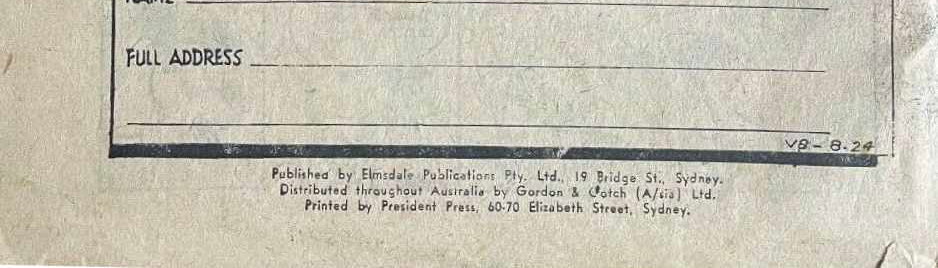 NAME
FULL ADDRESS
V8 - 8.24
Published by Elmsdale Publications Pty. Ltd., 19 Bridge St., Sydney.
Distributed throughout Australia by Gordon & Gotch (A/sia) Ltd.
Printed by President Press, 60-70 Elizabeth Street, Sydney.